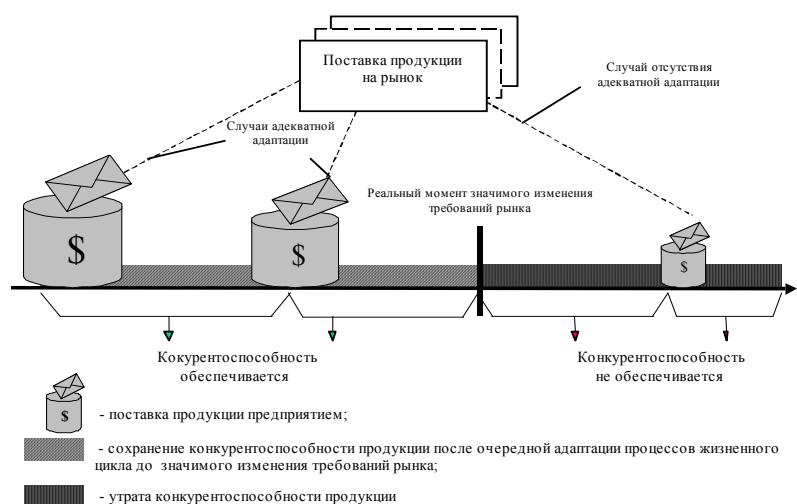 Поставка продукции
на рынок
Случай отсутствия
адекватной адаптации
Случаи адекватной
адаптации
Реальный момент значимого изменения
требований рынка
$
$
$
Кокурентоспособность
обеспечивается
Конкурентоспособность
не обеспечивается
$
- поставка продукции предприятием;
- сохранение конкурентоспособности продукции после очередной адаптации процессов жизненного
цикла до значимого изменения требований рынка;
- утрата конкурентоспособности продукции